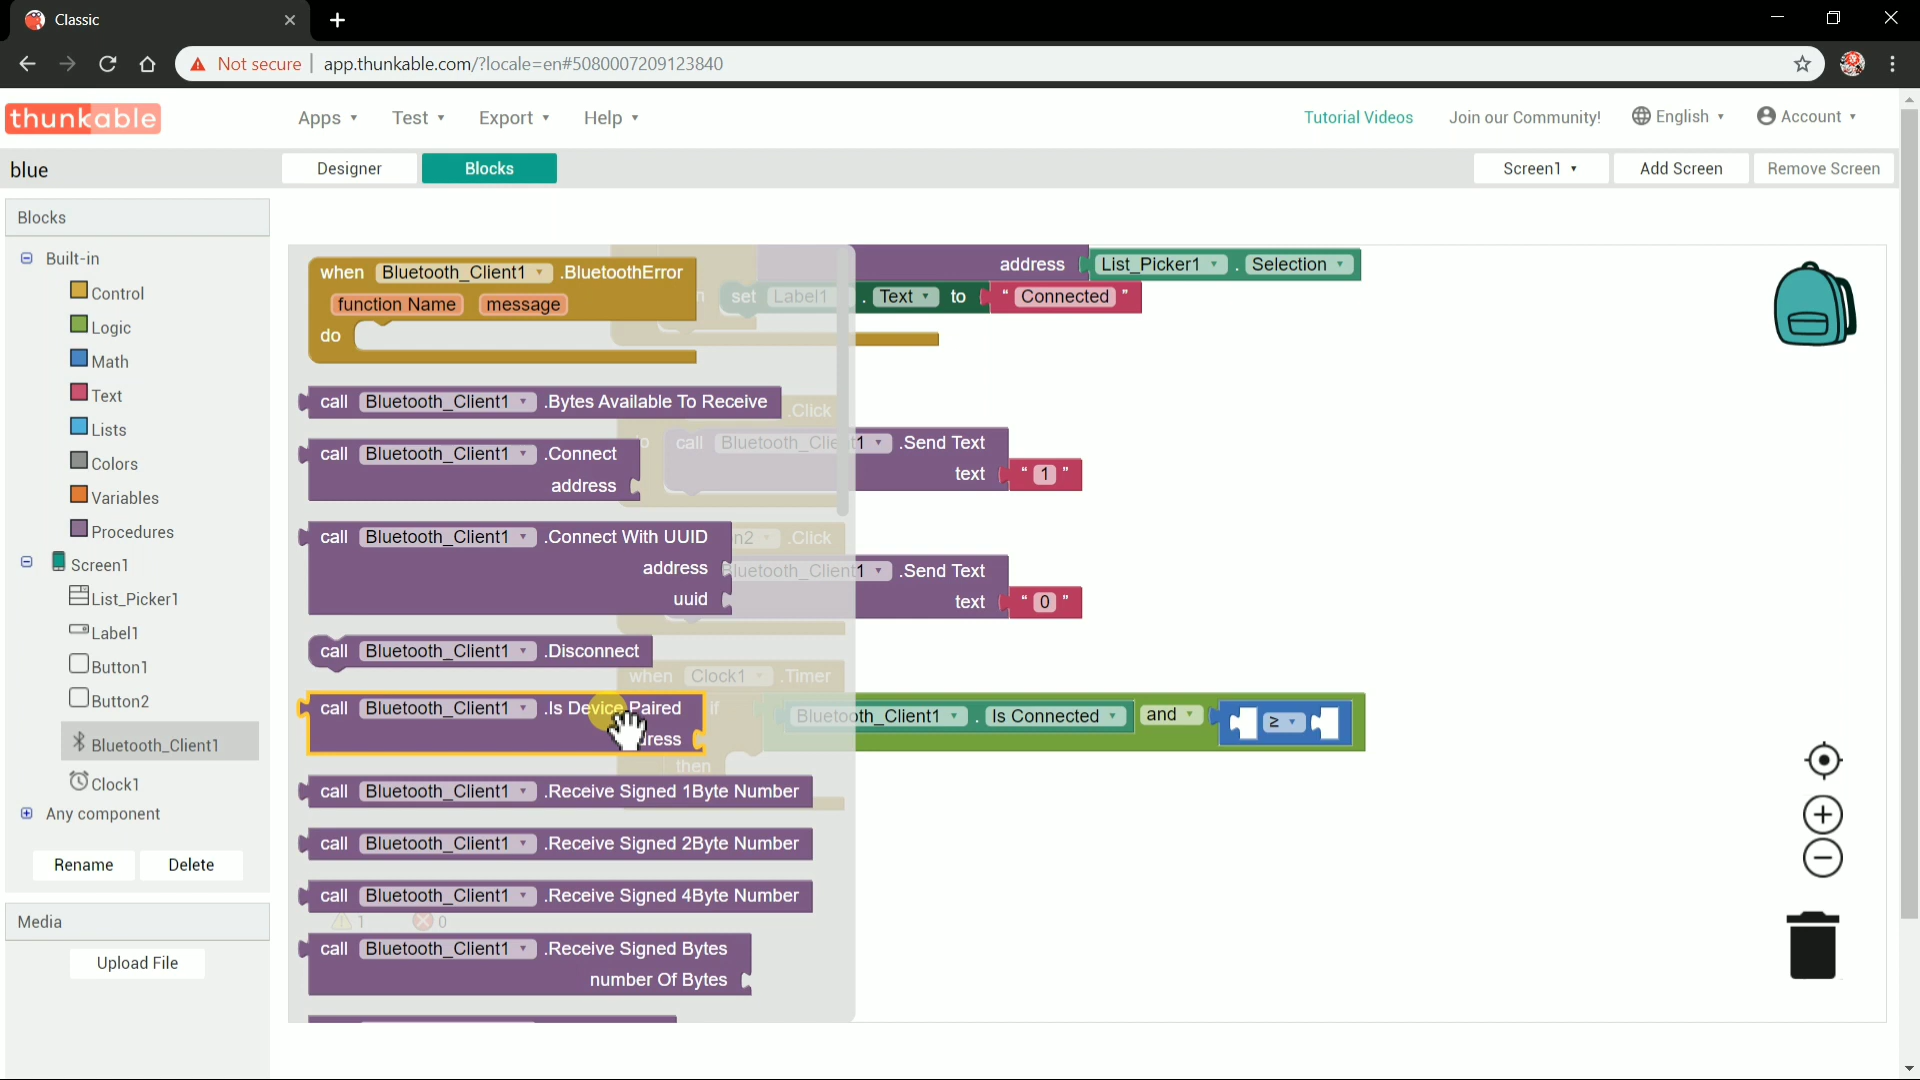 Classic
Not secure app.thunkable.com/?locale=en#5080007209123840
thunkable
Apps Test Export Help Tutorial Videos Join our Community! English Account
blue Designer Blocks Screen1 Add Screen Remove Screen
Blocks
Built-in
Control
Logic
Math
Text
Lists
Colors
Variables
Procedures
Screen1
List_Picker1
Label1
Button1
Button2
Bluetooth_Client1
Clock1
Any component
Rename Delete
Media
Upload File
when Bluetooth_Client1 .BluetoothError
function Name message
do
call Bluetooth_Client1 .Bytes Available To Receive
call Bluetooth_Client1 .Connect
address
call Bluetooth_Client1 .Connect With UUID
address
uuid
call Bluetooth_Client1 .Disconnect
call Bluetooth_Client1 .Is Device Paired
call Bluetooth_Client1 .Receive Signed 1Byte Number
call Bluetooth_Client1 .Receive Signed 2Byte Number
call Bluetooth_Client1 .Receive Signed 4Byte Number
1 0
call Bluetooth_Client1 .Receive Signed Bytes
number Of Bytes
address List_Picker1 . Selection
set Label1 . Text to " Connected "
.Click
call Bluetooth_Client1 .Send Text
text " 1 "
.Click
Bluetooth_Client1 .Send Text
text " 0 "
when Clock1 .Timer
if Bluetooth_Client1 . Is Connected and ≥
then